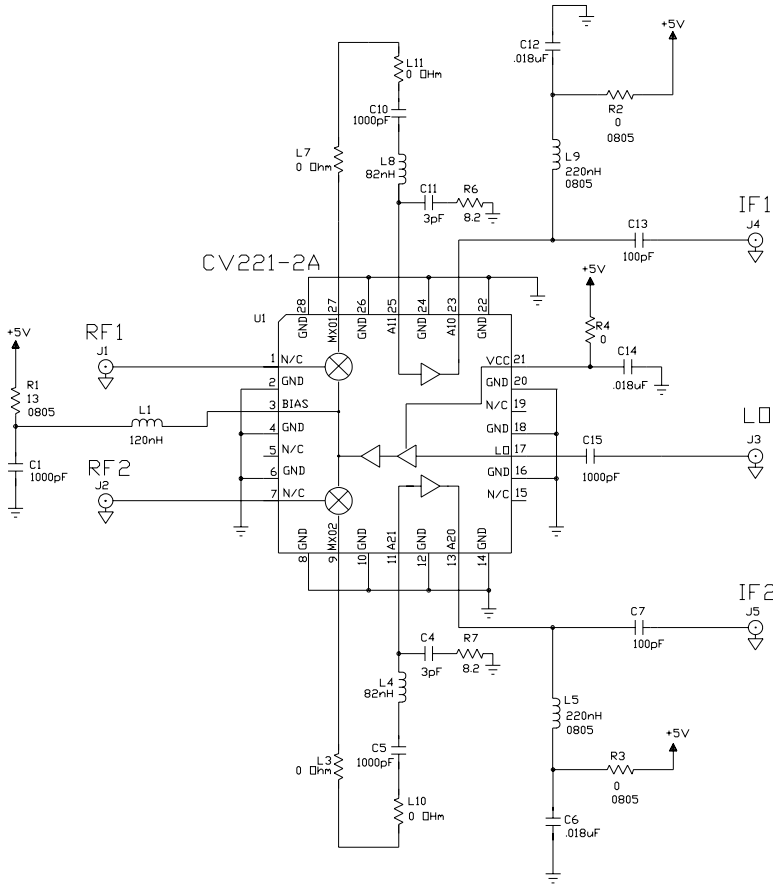 C12
.018uF
+5V
L11
0 OHm
R2
0
0805
C10
1000pF
L7
0 Ohm
L9
220nH
0805
L8
82nH
C11
3pF
R6
8.2
IF1
J4
C13
100pF
CV221-2A
+5V
U1
GND 28
MX01 27
GND 26
A11 25
GND 24
A10 23
GND 22
R4
0
+5V
RF1
J1
1 N/C
2 GND
3 BIAS
4 GND
5 N/C
6 GND
7 N/C
VCC 21
GND 20
N/C 19
GND 18
LO 17
GND 16
N/C 15
C14
.018uF
R1
13
0805
L1
120nH
LO
J3
C15
1000pF
C1
1000pF
RF2
J2
8 GND
9 MX02
10 GND
11 A21
12 GND
13 A20
14 GND
IF2
J5
C7
100pF
C4
3pF
R7
8.2
L4
82nH
L5
220nH
0805
+5V
C5
1000pF
L3
0 Ohm
R3
0
0805
L10
0 OHm
C6
.018uF